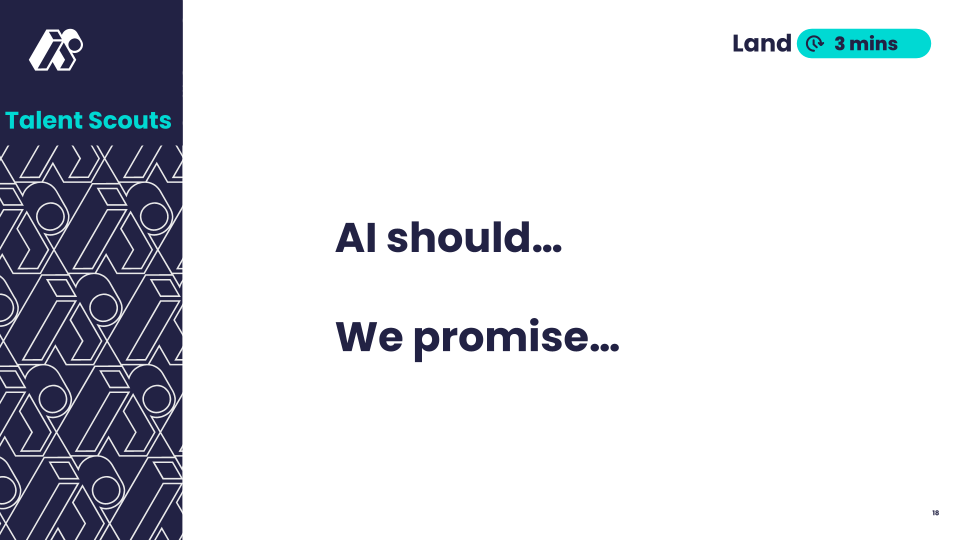 Land 3 mins
Talent Scouts
AI should...
We promise...
18